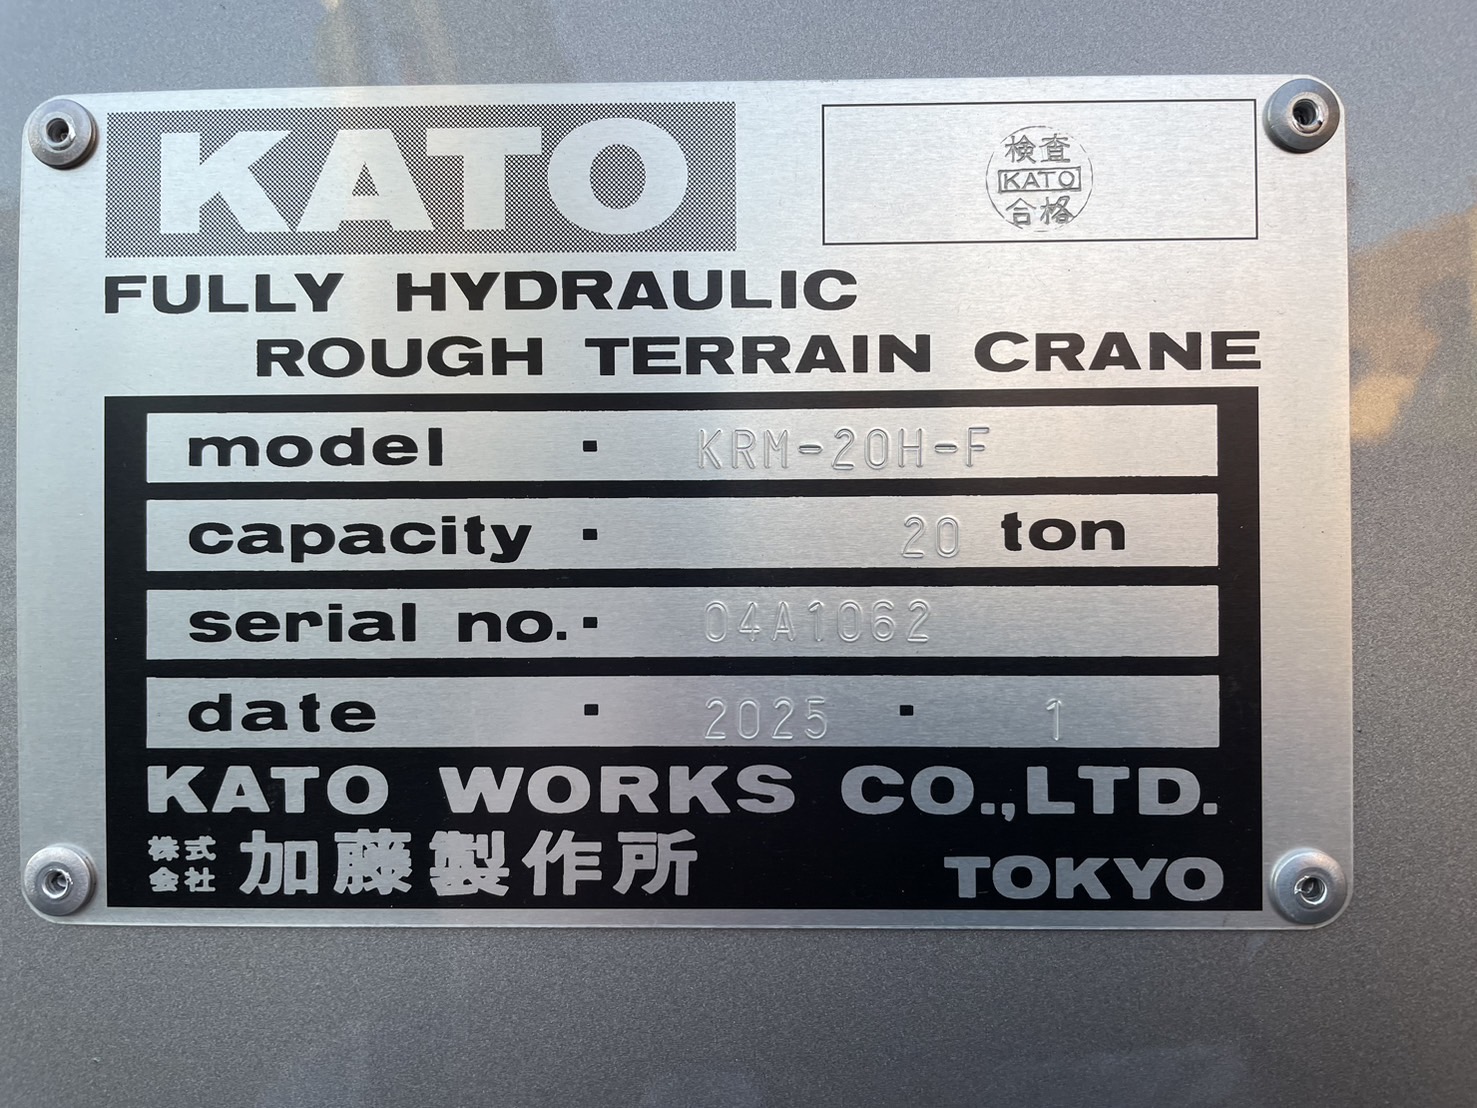 KATO
検査
KATO
合格
FULLY HYDRAULIC
ROUGH TERRAIN CRANE
model · KRM-20H-F
capacity · 20 ton
serial no. · 04A1062
date · 2025 · 1
KATO WORKS CO.,LTD.
株式会社 加藤製作所 TOKYO